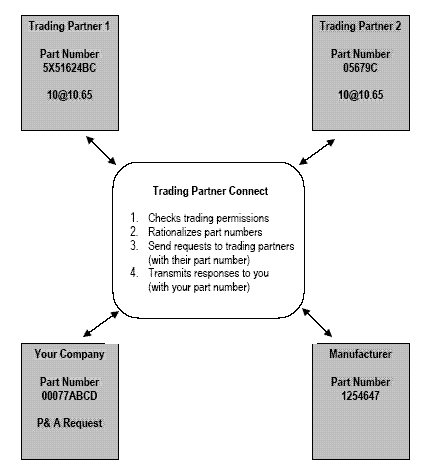 Trading Partner 1
Part Number
5X51624BC
10@10.65
Trading Partner 2
Part Number
05679C
10@10.65
Trading Partner Connect
1. Checks trading permissions
2. Rationalizes part numbers
3. Send requests to trading partners
(with their part number)
4. Transmits responses to you
(with your part number)
Your Company
Part Number
00077ABCD
P& A Request
Manufacturer
Part Number
1254647